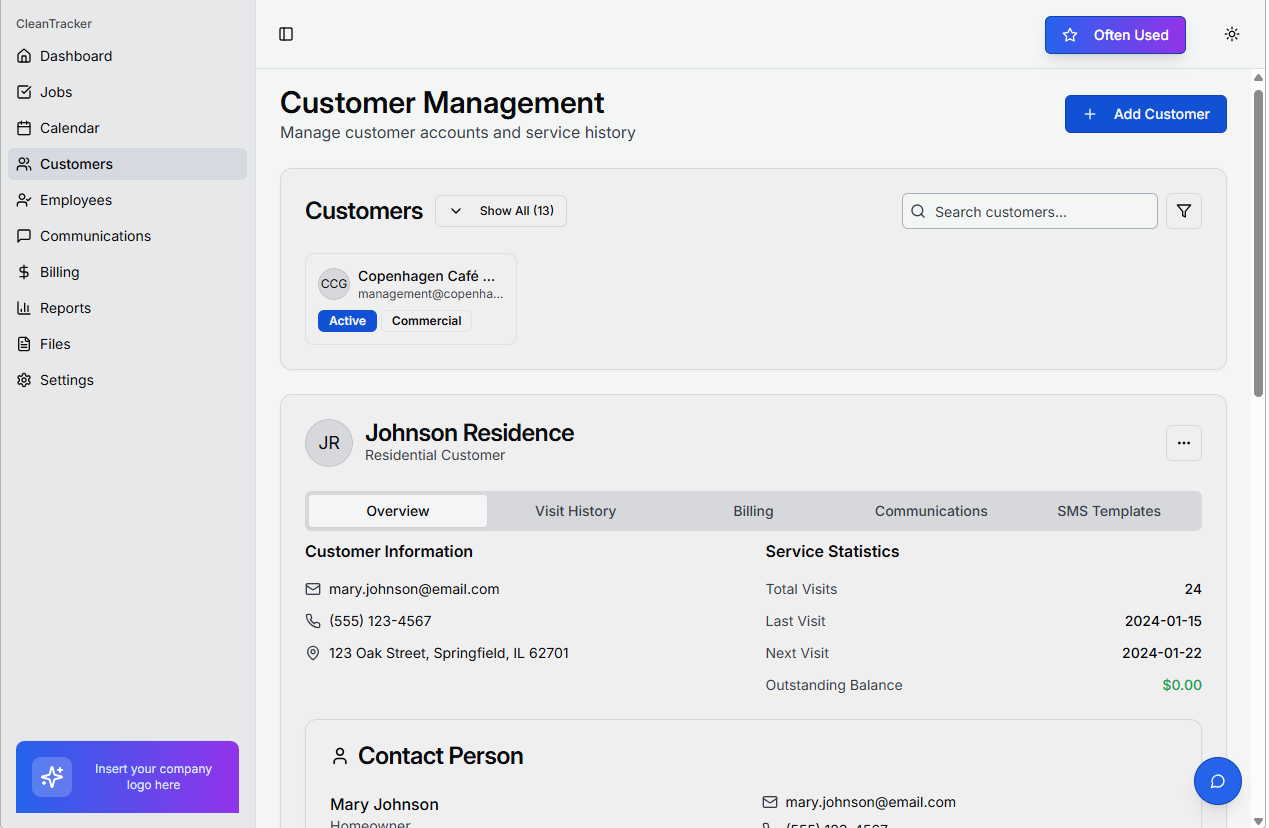 CleanTracker
Dashboard
Jobs
Calendar
Customers
Employees
Communications
Billing
Reports
Files
Settings
Insert your company
logo here
Often Used
Customer Management
Manage customer accounts and service history
Add Customer
Customers
Show All (13)
Search customers...
CCG
Copenhagen Café ...
management@copenha...
Active
Commercial
JR
Johnson Residence
Residential Customer
Overview
Visit History
Billing
Communications
SMS Templates
Customer Information
mary.johnson@email.com
(555) 123-4567
123 Oak Street, Springfield, IL 62701
Service Statistics
Total Visits 24
Last Visit 2024-01-15
Next Visit 2024-01-22
Outstanding Balance $0.00
Contact Person
Mary Johnson
Homeowner
mary.johnson@email.com
(555) 123-4567